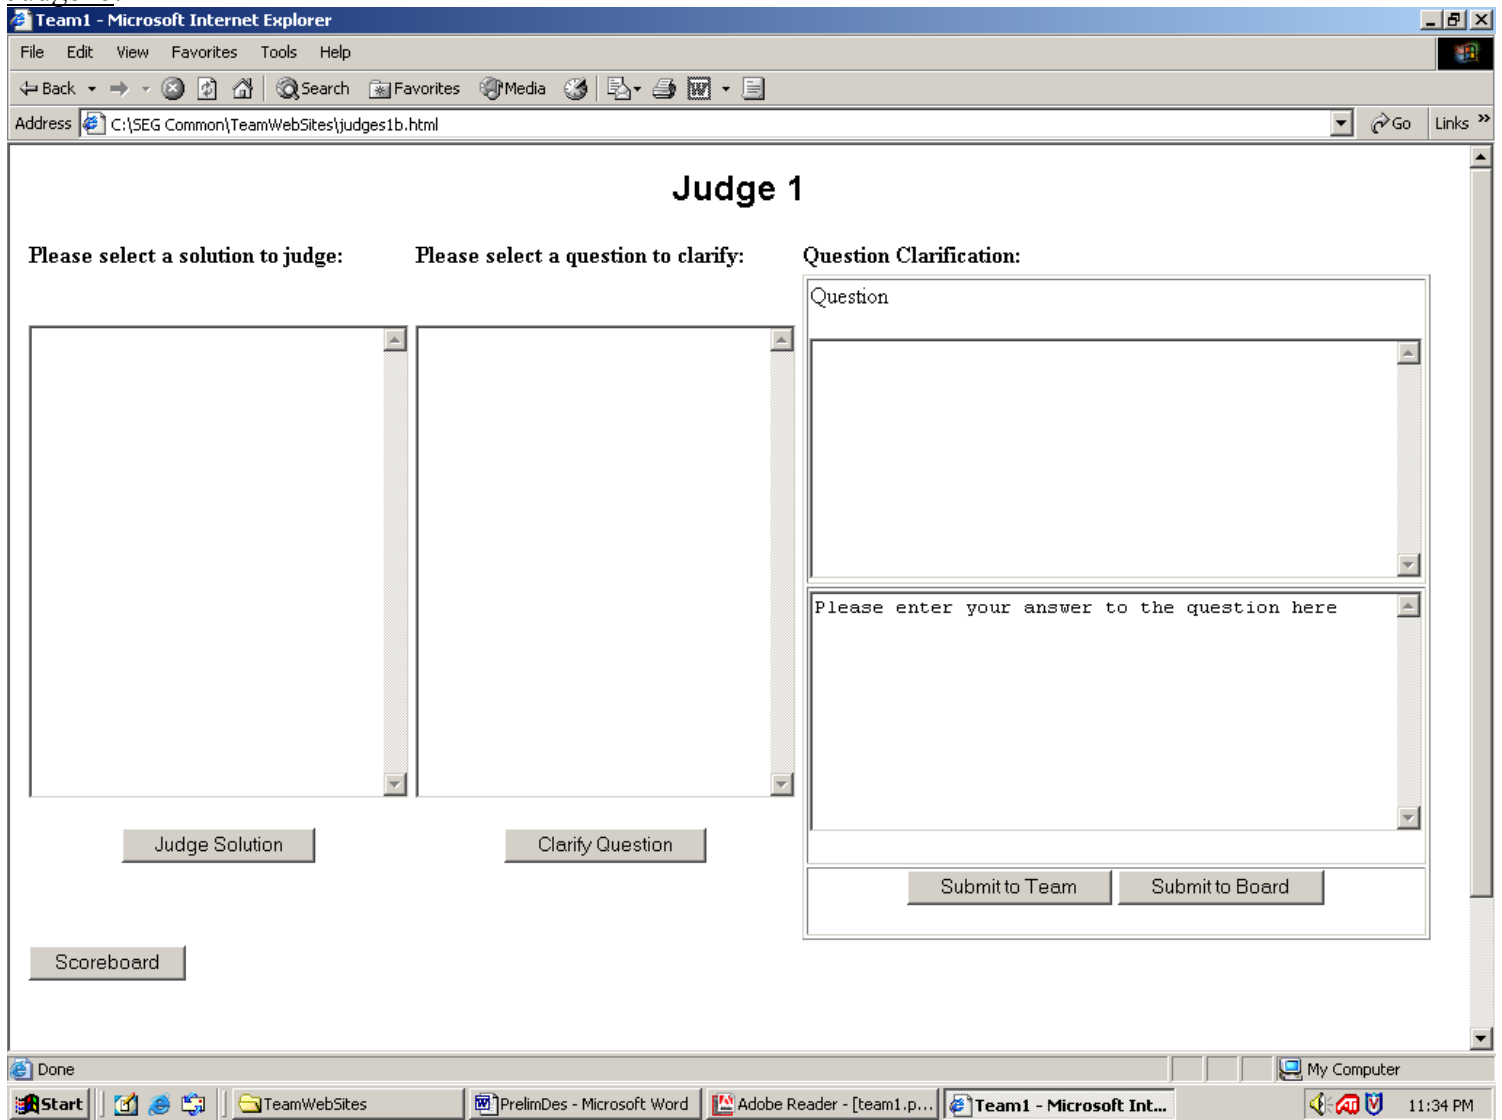 Team1 - Microsoft Internet Explorer
File Edit View Favorites Tools Help
Back Search Favorites Media
Address C:\SEG Common\TeamWebSites\judges1b.html Go Links »
Judge 1
Please select a solution to judge: Please select a question to clarify: Question Clarification:
Question
Please enter your answer to the question here
Judge Solution Clarify Question
Submit to Team Submit to Board
Scoreboard
Done My Computer
Start TeamWebSites PrelimDes - Microsoft Word Adobe Reader - [team1.p... Team1 - Microsoft Int... 11:34 PM